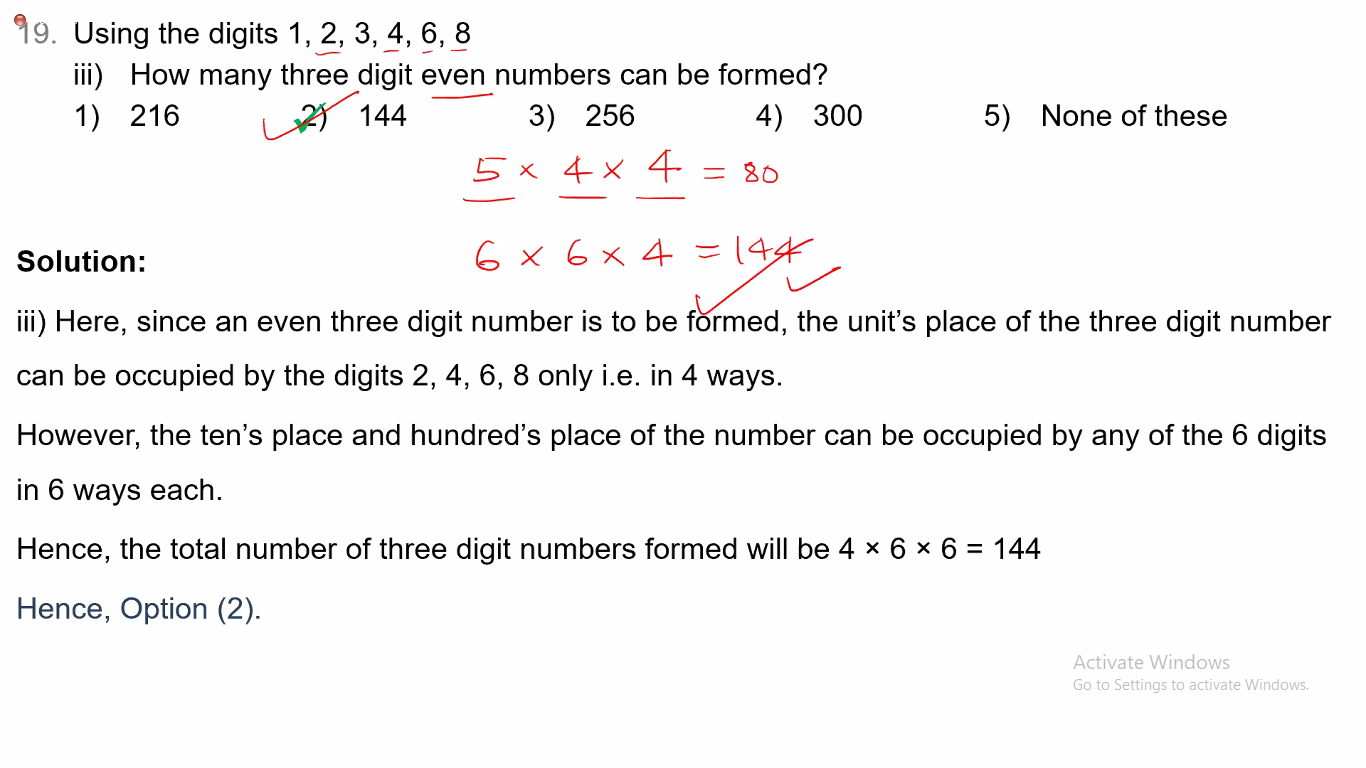 19. Using the digits 1, 2, 3, 4, 6, 8
iii) How many three digit even numbers can be formed?
1) 216 2) 144 3) 256 4) 300 5) None of these
5 × 4 × 4 = 80
6 × 6 × 4 = 144
Solution:
iii) Here, since an even three digit number is to be formed, the unit's place of the three digit number
can be occupied by the digits 2, 4, 6, 8 only i.e. in 4 ways.
However, the ten's place and hundred's place of the number can be occupied by any of the 6 digits
in 6 ways each.
Hence, the total number of three digit numbers formed will be 4 × 6 × 6 = 144
Hence, Option (2).
Activate Windows
Go to Settings to activate Windows.